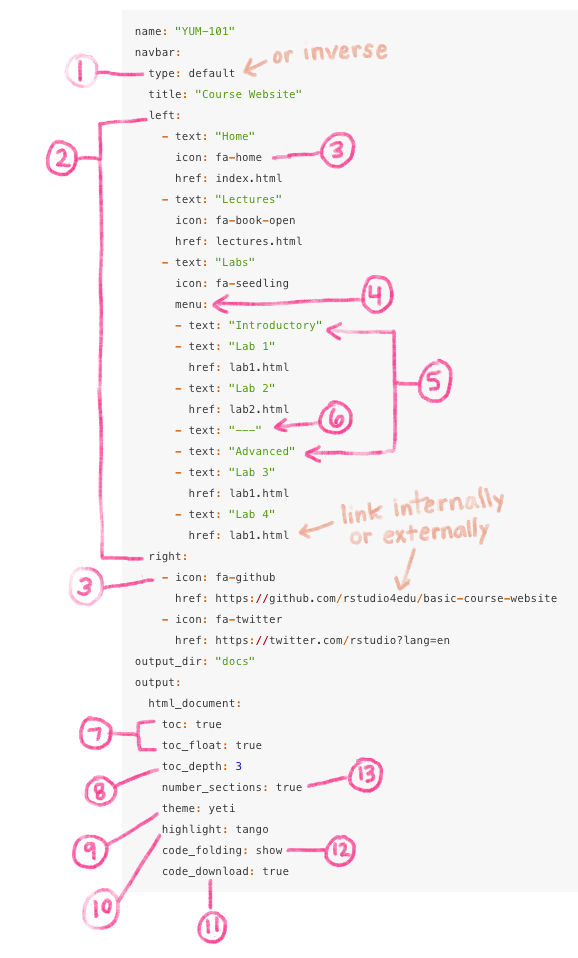 name: "YUM-101"
navbar:
or inverse
1
type: default
title: "Course Website"
left:
- text: "Home"
2
icon: fa-home
3
href: index.html
- text: "Lectures"
icon: fa-book-open
href: lectures.html
- text: "Labs"
icon: fa-seedling
menu:
4
- text: "Introductory"
- text: "Lab 1"
href: lab1.html
5
- text: "Lab 2"
href: lab2.html
- text: "---"
6
- text: "Advanced"
- text: "Lab 3"
href: lab1.html
- text: "Lab 4"
href: lab1.html
link internally
or externally
right:
3
- icon: fa-github
href: https://github.com/rstudio4edu/basic-course-website
- icon: fa-twitter
href: https://twitter.com/rstudio?lang=en
output_dir: "docs"
output:
html_document:
7
toc: true
toc_float: true
8
toc_depth: 3
number_sections: true
13
9
theme: yeti
10
highlight: tango
code_folding: show
12
code_download: true
11